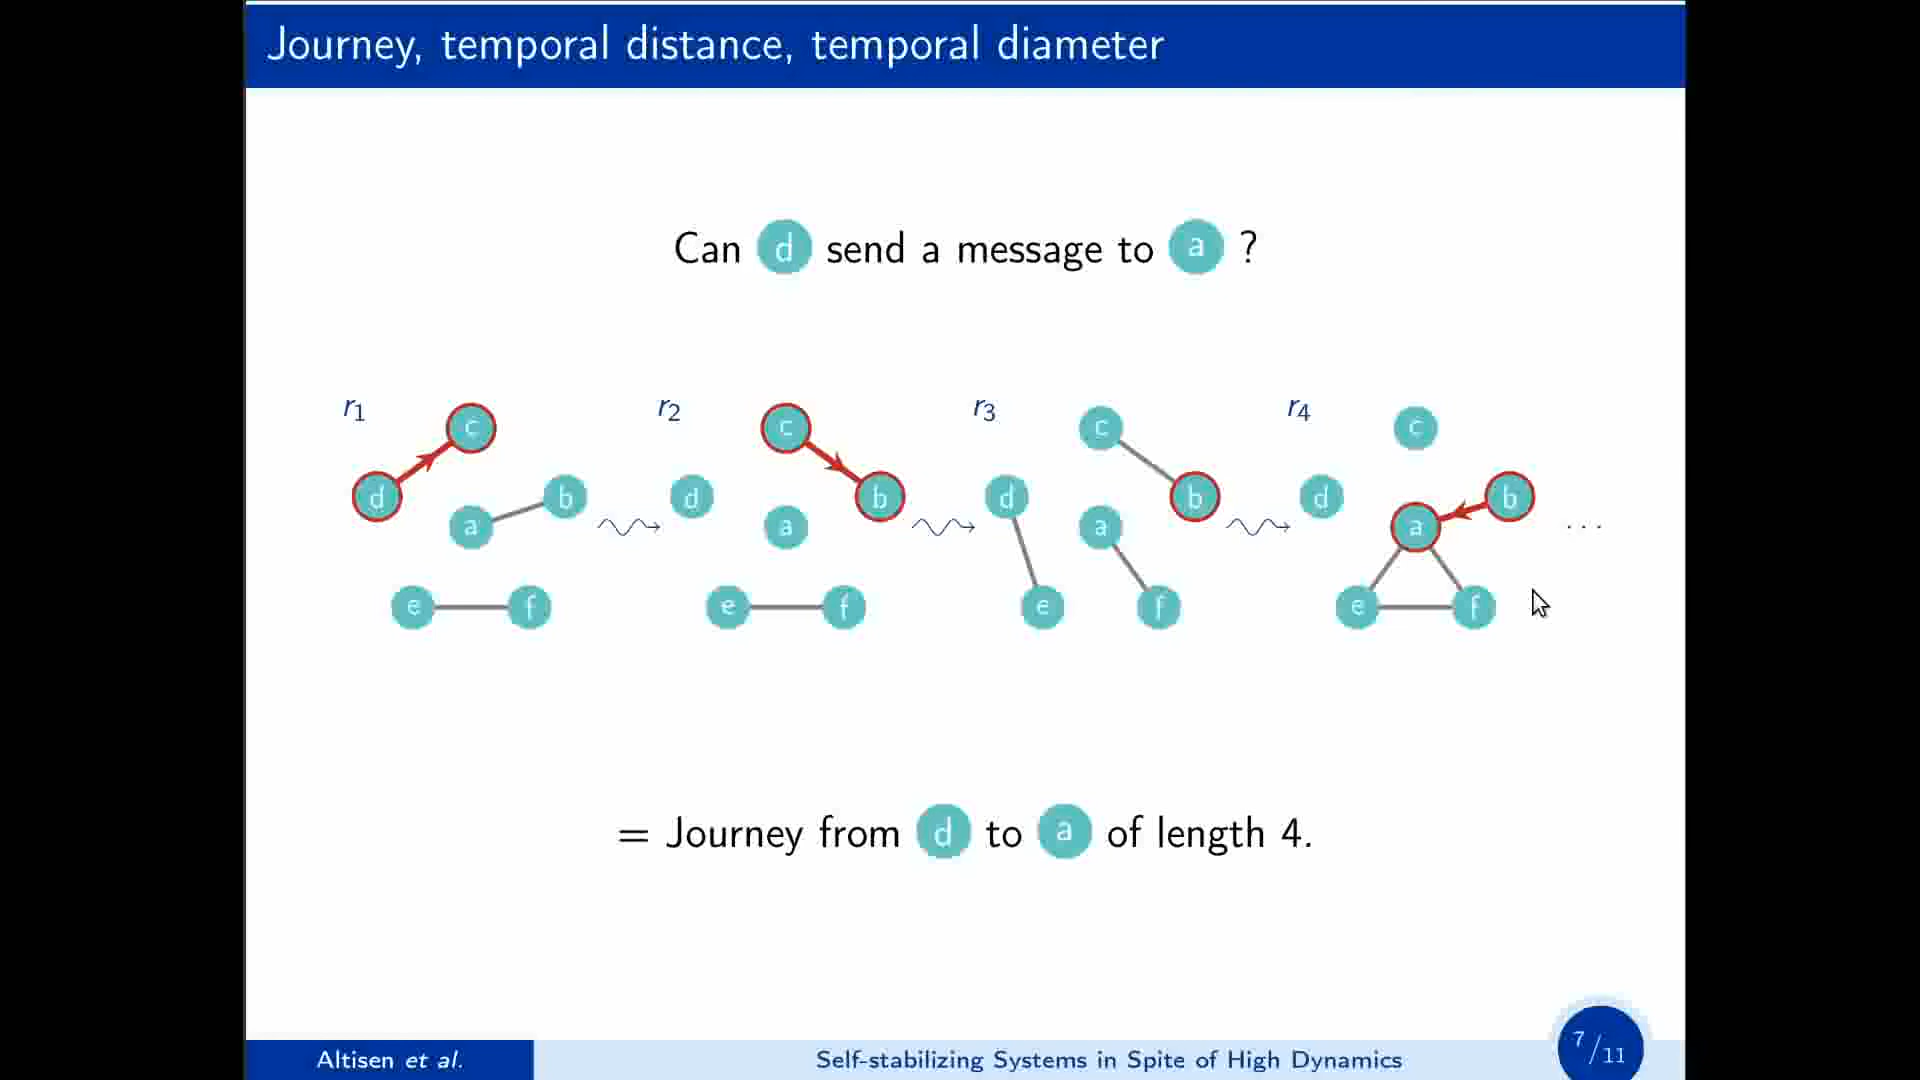 Journey, temporal distance, temporal diameter
Can d send a message to a ?
r1 r2 r3 r4
c c c c
d b d b d b d b
a a a a ...
e f e f e f e f
= Journey from d to a of length 4.
Altisen et al. Self-stabilizing Systems in Spite of High Dynamics 7/11